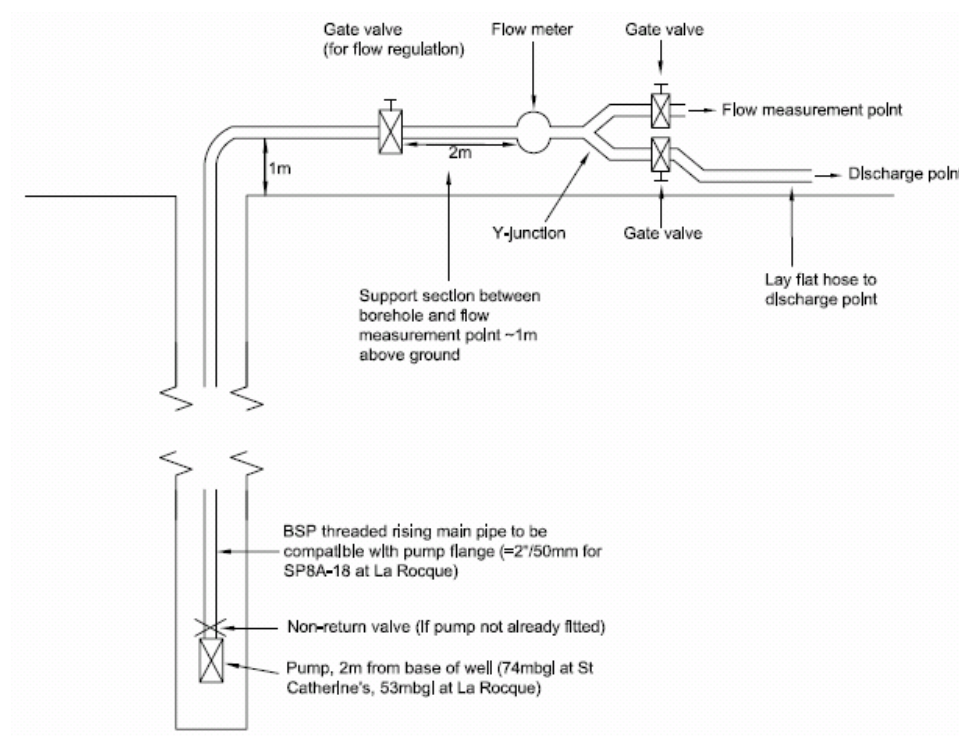 Gate valve
(for flow regulation)
Flow meter
Gate valve
Flow measurement point
1m
2m
Discharge point
Y-junction
Gate valve
Support section between
borehole and flow
measurement point ~1m
above ground
Lay flat hose to
discharge point
BSP threaded rising main pipe to be
compatible with pump flange (=2"/50mm for
SP8A-18 at La Rocque)
Non-return valve (If pump not already fitted)
Pump, 2m from base of well (74mbgl at St
Catherine's, 53mbgl at La Rocque)